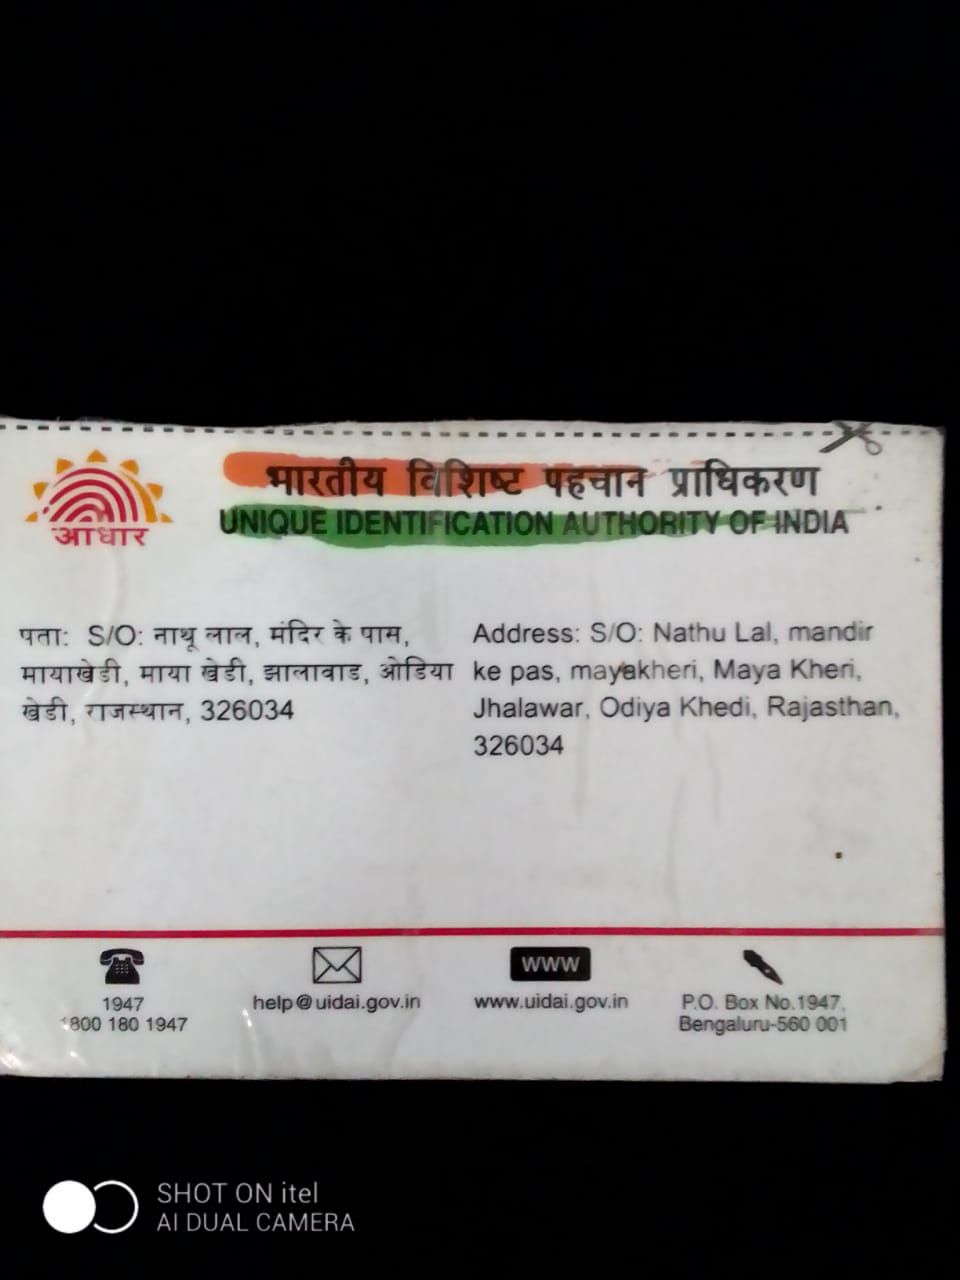 भारतीय विशिष्ट पहचान प्राधिकरण
UNIQUE IDENTIFICATION AUTHORITY OF INDIA
आधार
पता: S/O: नाथू लाल, मंदिर के पास,
मायाखेडी, माया खेडी, झालावाड, ओडिया
खेडी, राजस्थान, 326034
Address: S/O: Nathu Lal, mandir
ke pas, mayakheri, Maya Kheri,
Jhalawar, Odiya Khedi, Rajasthan,
326034
1947
1800 180 1947
help@uidai.gov.in
www
www.uidai.gov.in
P.O. Box No.1947,
Bengaluru-560 001
SHOT ON itel
AI DUAL CAMERA